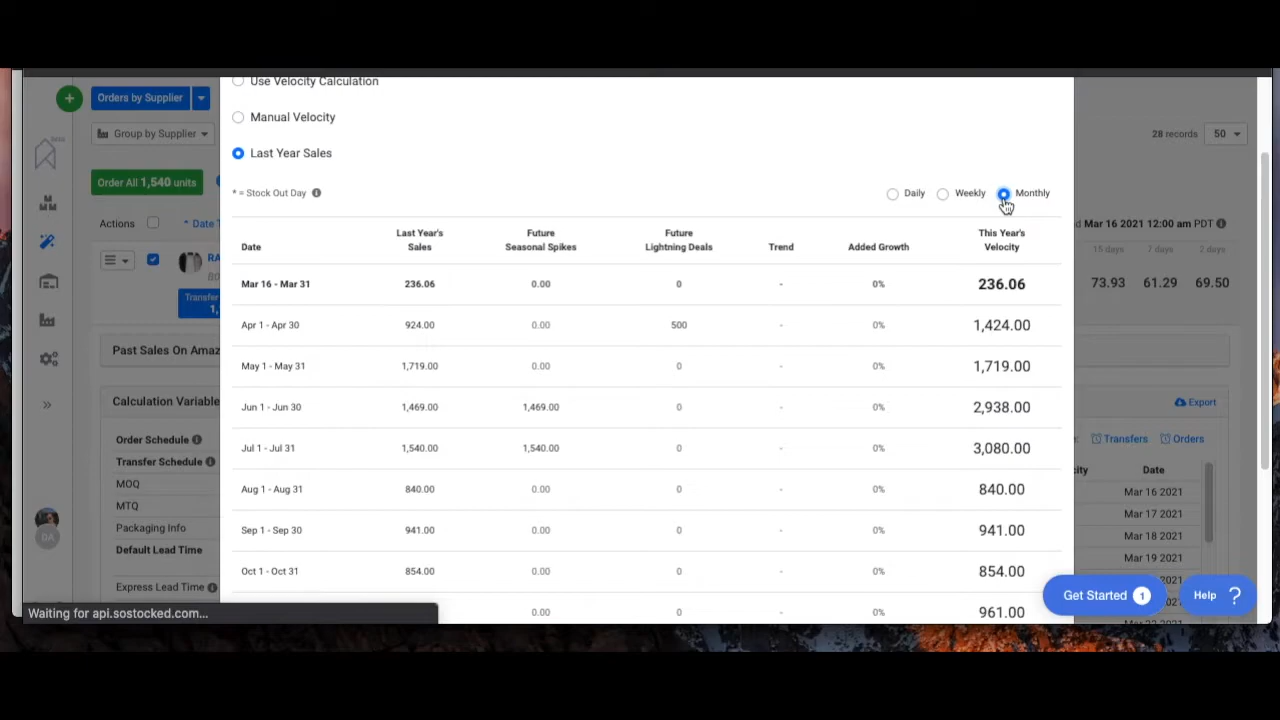 Use Velocity Calculation
Orders by Supplier
Manual Velocity
Group by Supplier
28 records
50
Last Year Sales
Order All 1,540 units
* = Stock Out Day
Daily
Weekly
Monthly
Actions
Date
Mar 16 2021 12:00 am PDT
Date
Last Year's Sales
Future Seasonal Spikes
Future Lightning Deals
Trend
Added Growth
This Year's Velocity
15 days
7 days
2 days
RA
Mar 16 - Mar 31 236.06 0.00 0 - 0% 236.06
73.93 61.29 69.50
Transfer
1,
Apr 1 - Apr 30 924.00 0.00 500 - 0% 1,424.00
Past Sales On Amaz
May 1 - May 31 1,719.00 0.00 0 - 0% 1,719.00
Calculation Variable
Jun 1 - Jun 30 1,469.00 1,469.00 0 - 0% 2,938.00
Export
Order Schedule
Transfers
Orders
Jul 1 - Jul 31 1,540.00 1,540.00 0 - 0% 3,080.00
Transfer Schedule
Date
MOQ
Aug 1 - Aug 31 840.00 0.00 0 - 0% 840.00
Mar 16 2021
MTQ
Mar 17 2021
Packaging Info
Sep 1 - Sep 30 941.00 0.00 0 - 0% 941.00
Mar 18 2021
Default Lead Time
Mar 19 2021
Oct 1 - Oct 31 854.00 0.00 0 - 0% 854.00
Express Lead Time
Get Started 1
Help ?
0.00 0 - 0% 961.00
Waiting for api.sostocked.com...